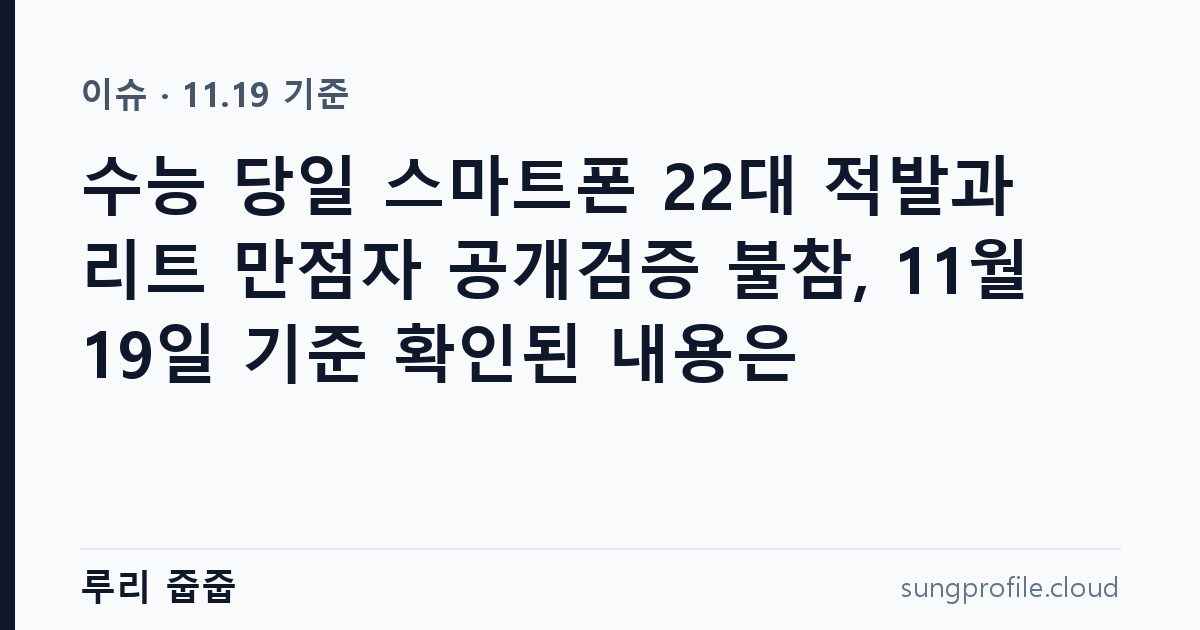 이슈 · 11.19 기준
수능 당일 스마트폰 22대 적발과
리트 만점자 공개검증 불참, 11월
19일 기준 확인된 내용은
루리 줍줍
sungprofile.cloud